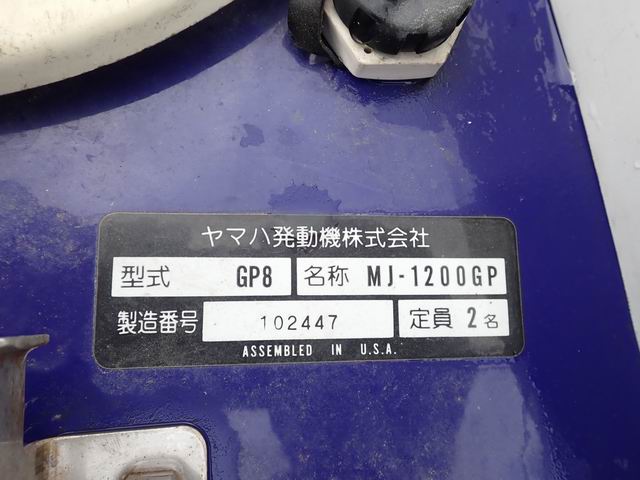 ヤマハ発動機株式会社
型式 GP8 名称 MJ-1200GP
製造番号 102447 定員 2名
ASSEMBLED IN U.S.A.